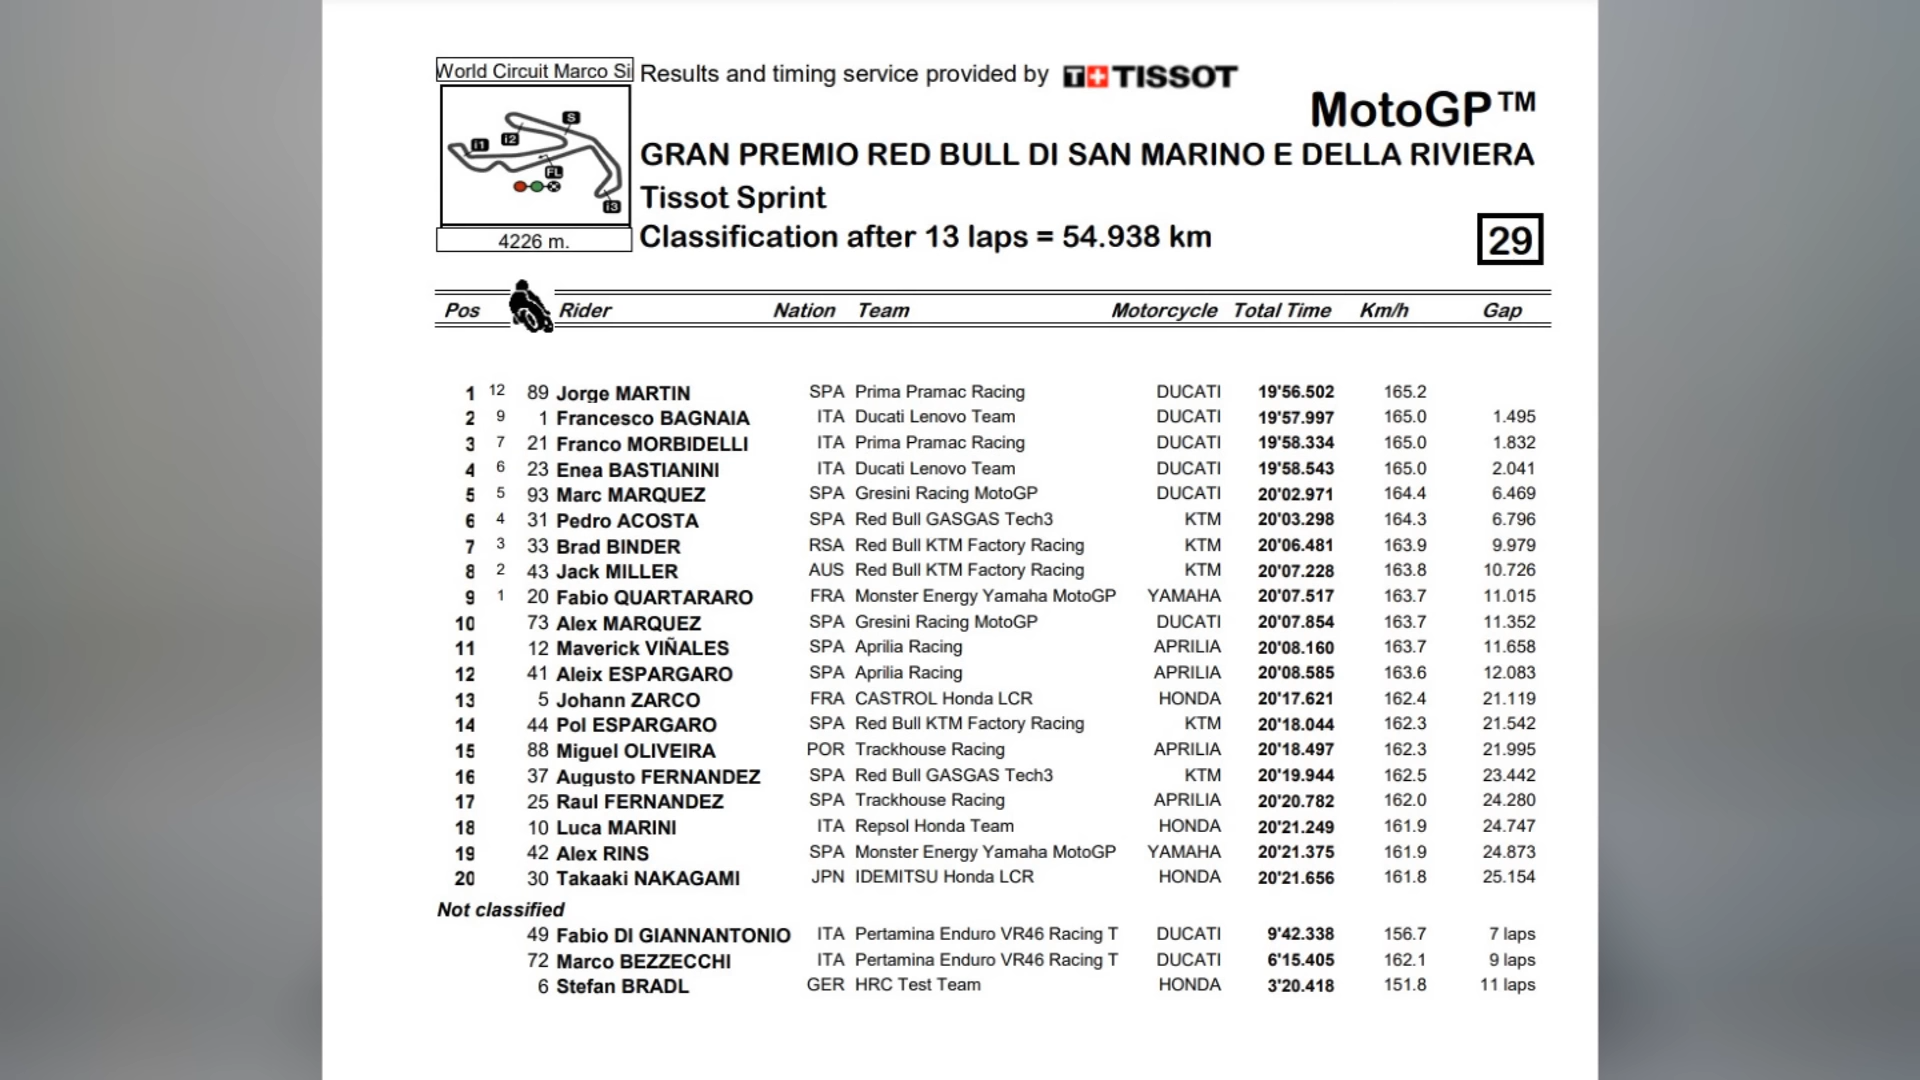 World Circuit Marco Si
Results and timing service provided by T+TISSOT
MotoGP™
S
i1
i2
FL
i3
GRAN PREMIO RED BULL DI SAN MARINO E DELLA RIVIERA
Tissot Sprint
4226 m.
Classification after 13 laps = 54.938 km
29
Pos Rider Nation Team Motorcycle Total Time Km/h Gap
1 12 89 Jorge MARTIN SPA Prima Pramac Racing DUCATI 19'56.502 165.2
2 9 1 Francesco BAGNAIA ITA Ducati Lenovo Team DUCATI 19'57.997 165.0 1.495
3 7 21 Franco MORBIDELLI ITA Prima Pramac Racing DUCATI 19'58.334 165.0 1.832
4 6 23 Enea BASTIANINI ITA Ducati Lenovo Team DUCATI 19'58.543 165.0 2.041
5 5 93 Marc MARQUEZ SPA Gresini Racing MotoGP DUCATI 20'02.971 164.4 6.469
6 4 31 Pedro ACOSTA SPA Red Bull GASGAS Tech3 KTM 20'03.298 164.3 6.796
7 3 33 Brad BINDER RSA Red Bull KTM Factory Racing KTM 20'06.481 163.9 9.979
8 2 43 Jack MILLER AUS Red Bull KTM Factory Racing KTM 20'07.228 163.8 10.726
9 1 20 Fabio QUARTARARO FRA Monster Energy Yamaha MotoGP YAMAHA 20'07.517 163.7 11.015
10 73 Alex MARQUEZ SPA Gresini Racing MotoGP DUCATI 20'07.854 163.7 11.352
11 12 Maverick VIÑALES SPA Aprilia Racing APRILIA 20'08.160 163.7 11.658
12 41 Aleix ESPARGARO SPA Aprilia Racing APRILIA 20'08.585 163.6 12.083
13 5 Johann ZARCO FRA CASTROL Honda LCR HONDA 20'17.621 162.4 21.119
14 44 Pol ESPARGARO SPA Red Bull KTM Factory Racing KTM 20'18.044 162.3 21.542
15 88 Miguel OLIVEIRA POR Trackhouse Racing APRILIA 20'18.497 162.3 21.995
16 37 Augusto FERNANDEZ SPA Red Bull GASGAS Tech3 KTM 20'19.944 162.5 23.442
17 25 Raul FERNANDEZ SPA Trackhouse Racing APRILIA 20'20.782 162.0 24.280
18 10 Luca MARINI ITA Repsol Honda Team HONDA 20'21.249 161.9 24.747
19 42 Alex RINS SPA Monster Energy Yamaha MotoGP YAMAHA 20'21.375 161.9 24.873
20 30 Takaaki NAKAGAMI JPN IDEMITSU Honda LCR HONDA 20'21.656 161.8 25.154
Not classified
49 Fabio DI GIANNANTONIO ITA Pertamina Enduro VR46 Racing T DUCATI 9'42.338 156.7 7 laps
72 Marco BEZZECCHI ITA Pertamina Enduro VR46 Racing T DUCATI 6'15.405 162.1 9 laps
6 Stefan BRADL GER HRC Test Team HONDA 3'20.418 151.8 11 laps